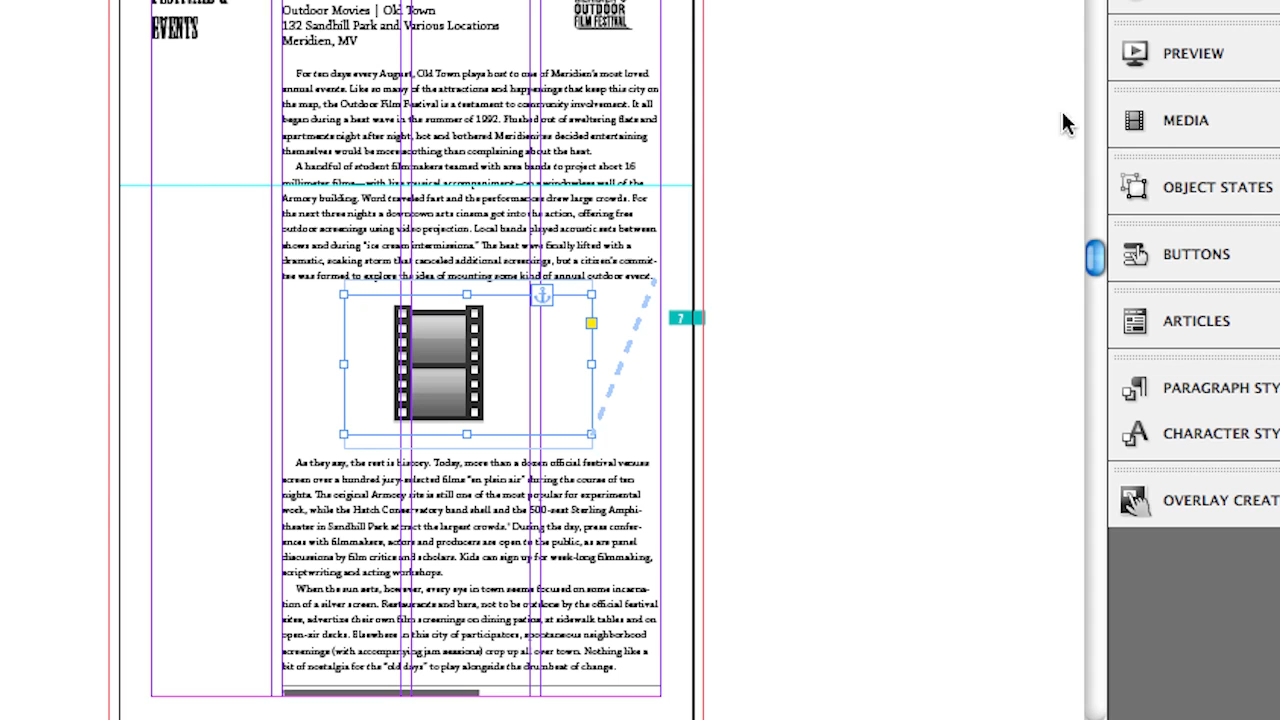 EVENTS
Outdoor Movies | Old Town
132 Sandhill Park and Various Locations
Meridien, MV
OUTDOOR
FILM FESTIVAL
For ten days every August, Old Town plays host to one of Meridien's most loved
annual events. Like so many of the attractions and happenings that keep this city on
the map, the Outdoor Film Festival is a testament to community involvement. It all
began during a heat wave in the summer of 1992. Flushed out of sweltering flats and
apartments night after night, hot and bothered Meridienites decided entertaining
themselves would be more soothing than complaining about the heat.
A handful of student filmmakers teamed with area bands to project short 16
millimeter films—with live musical accompaniment—on a windowless wall of the
Armory building. Word traveled fast and the performances drew large crowds. For
the next three nights a downtown arts cinema got into the action, offering free
outdoor screenings using video projection. Local bands played acoustic sets between
shows and during "ice cream intermissions." The heat wave finally lifted with a
dramatic, soaking storm that canceled additional screenings, but a citizen's commit-
tee was formed to explore the idea of mounting some kind of annual outdoor event.
7
As they say, the rest is history. Today, more than a dozen official festival venues
screen over a hundred jury-selected films "en plein air" during the course of ten
nights. The original Armory site is still one of the most popular for experimental
work, while the Hatch Conservatory band shell and the 500-seat Sterling Amphi-
theater in Sandhill Park attract the largest crowds. During the day, press confer-
ences with filmmakers, actors and producers are open to the public, as are panel
discussions by film critics and scholars. Kids can sign up for week-long filmmaking,
scriptwriting and acting workshops.
When the sun sets, however, every eye in town seems focused on some incarna-
tion of a silver screen. Restaurants and bars, not to be outdone by the official festival
sites, advertise their own film screenings on dining patios, at sidewalk tables and on
open-air decks. Elsewhere in this city of participators, spontaneous neighborhood
screenings (with accompanying jam sessions) crop up all over town. Nothing like a
bit of nostalgia for the "old days" to play alongside the drumbeat of change.
PREVIEW
MEDIA
OBJECT STATES
BUTTONS
ARTICLES
PARAGRAPH STY
CHARACTER STY
OVERLAY CREAT